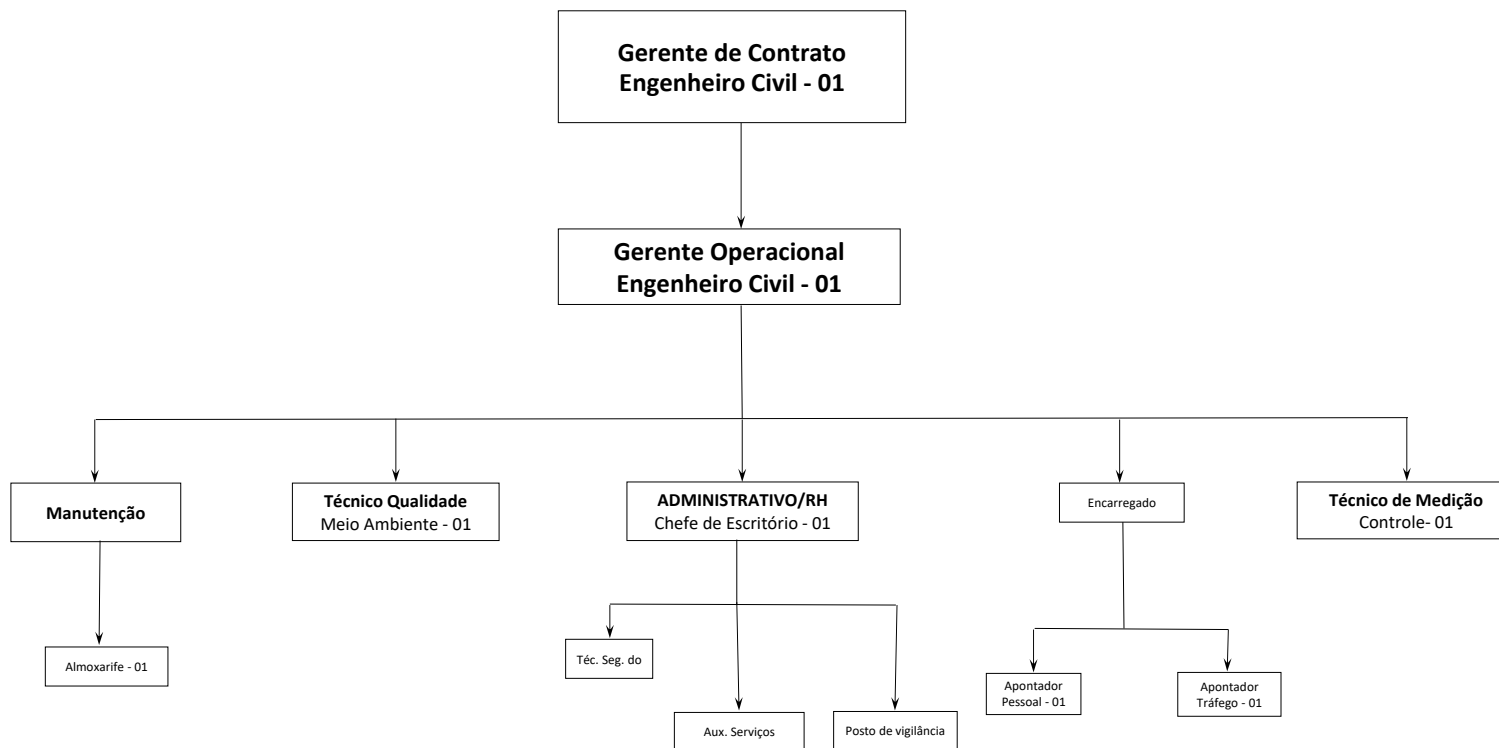 Gerente de Contrato
Engenheiro Civil - 01
Gerente Operacional
Engenheiro Civil - 01
Manutenção
Técnico Qualidade
Meio Ambiente - 01
ADMINISTRATIVO/RH
Chefe de Escritório - 01
Encarregado
Técnico de Medição
Controle- 01
Almoxarife - 01
Téc. Seg. do
Aux. Serviços
Posto de vigilância
Apontador
Pessoal - 01
Apontador
Tráfego - 01